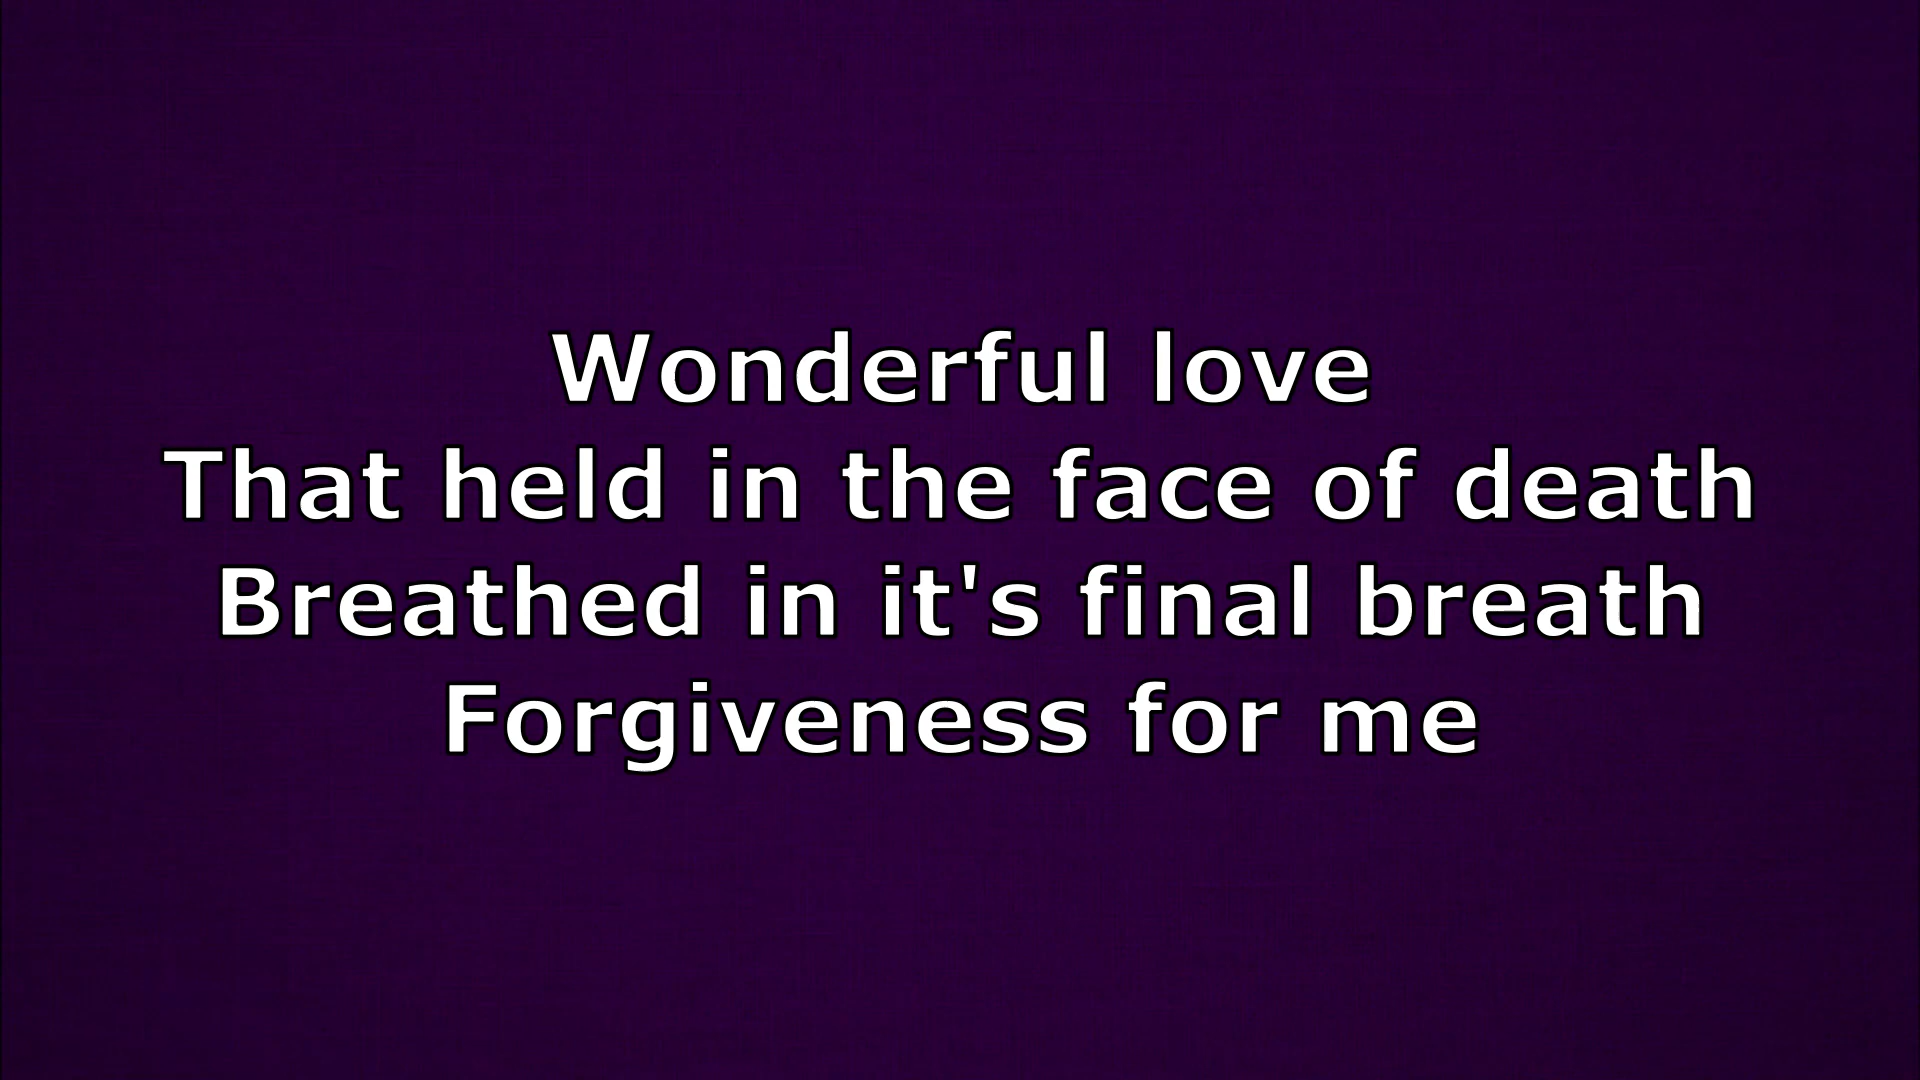 Wonderful love
That held in the face of death
Breathed in it's final breath
Forgiveness for me